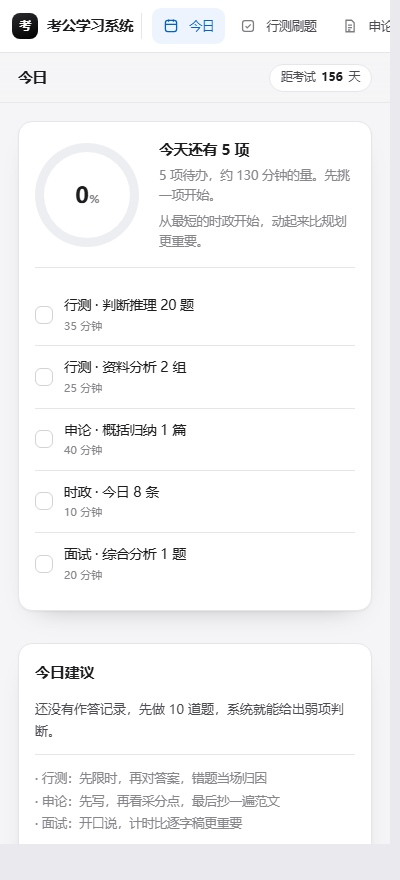 考 考公学习系统 今日 行测刷题 申论
今日 距考试 156 天
0%
今天还有 5 项
5 项待办，约 130 分钟的量。先挑
一项开始。
从最短的时政开始，动起来比规划
更重要。
行测 · 判断推理 20 题
35 分钟
行测 · 资料分析 2 组
25 分钟
申论 · 概括归纳 1 篇
40 分钟
时政 · 今日 8 条
10 分钟
面试 · 综合分析 1 题
20 分钟
今日建议
还没有作答记录，先做 10 道题，系统就能给出弱项判
断。
· 行测：先限时，再对答案，错题当场归因
· 申论：先写，再看采分点，最后抄一遍范文
· 面试：开口说，计时比逐字稿更重要